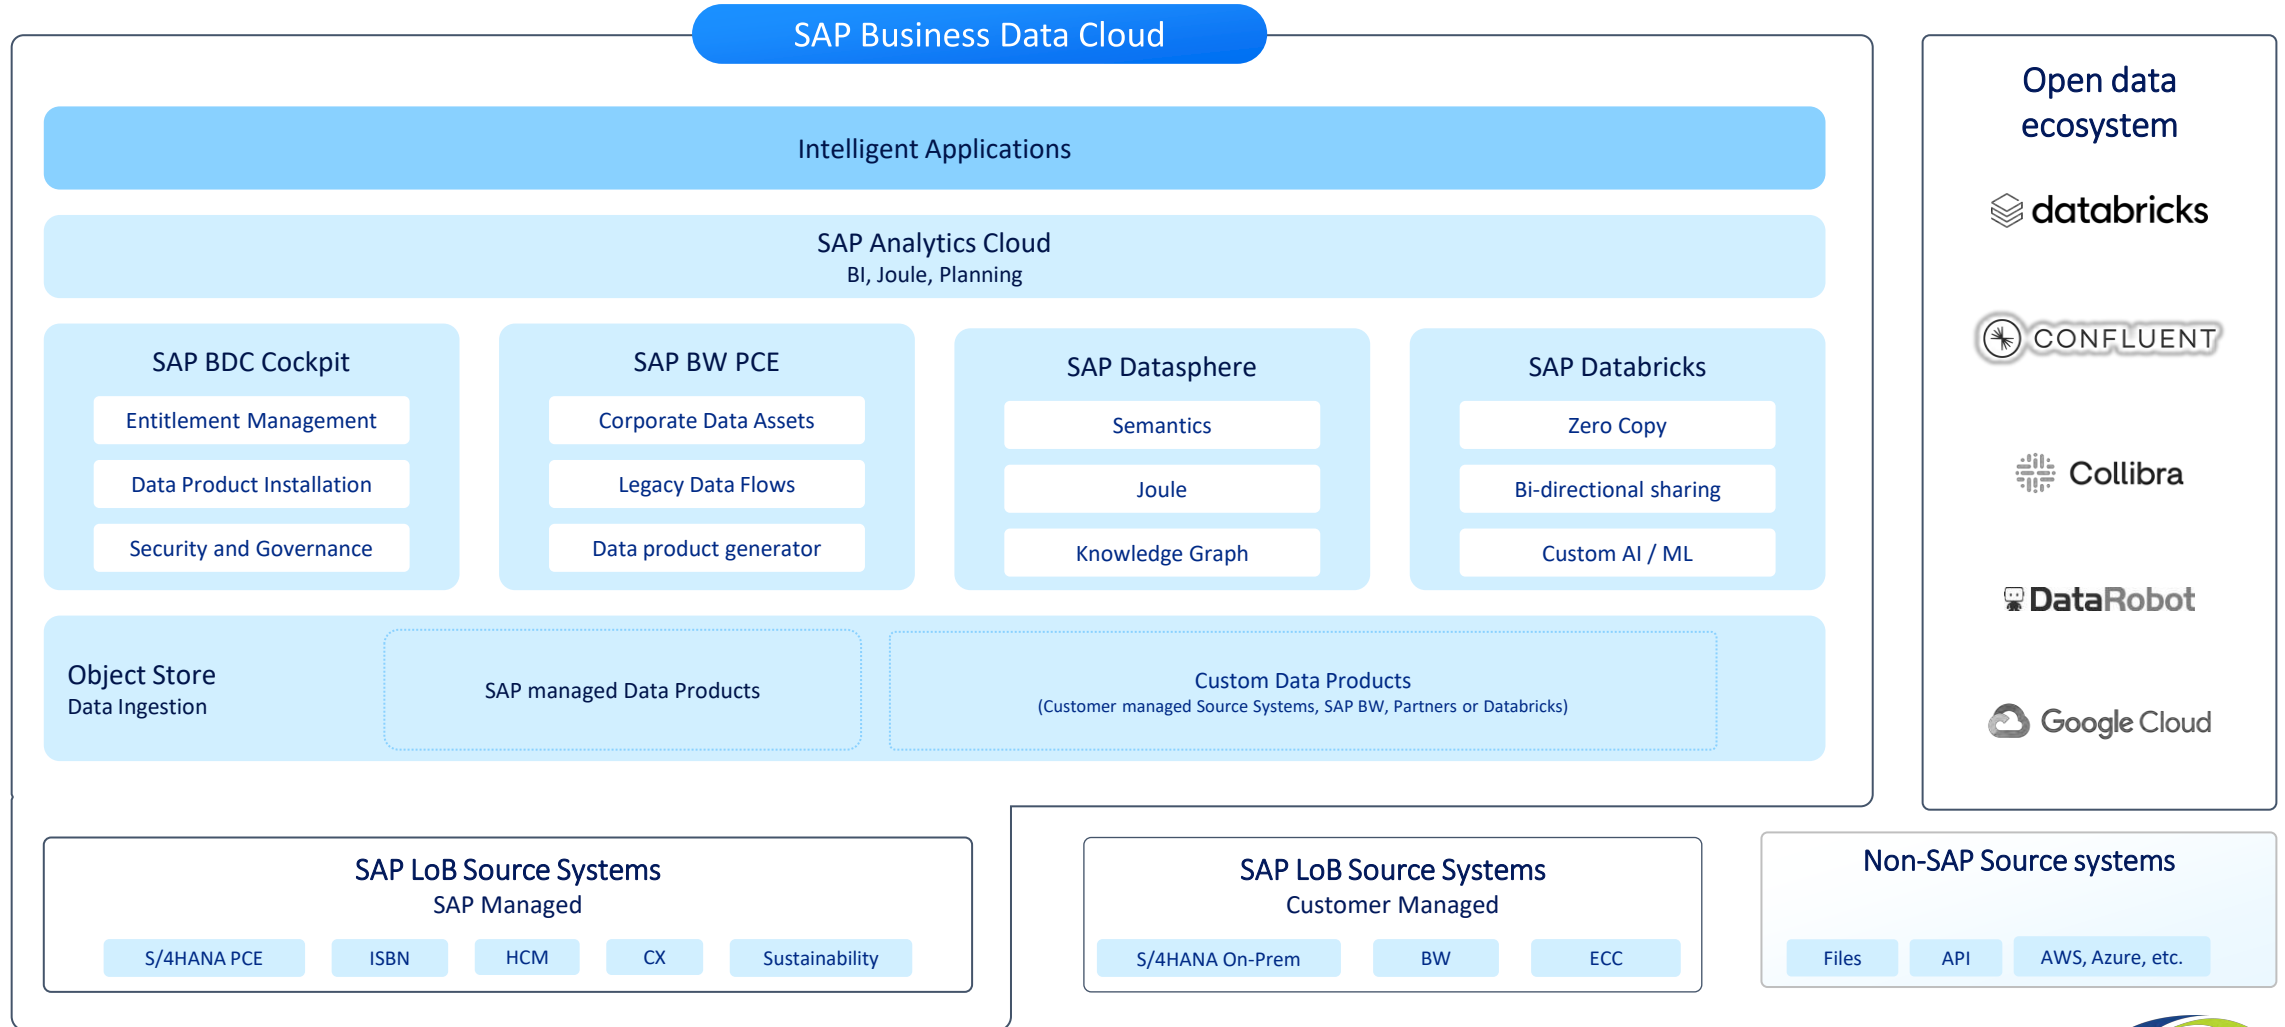 SAP Business Data Cloud
Intelligent Applications
SAP Analytics Cloud
BI, Joule, Planning
SAP BDC Cockpit
Entitlement Management
Data Product Installation
Security and Governance
SAP BW PCE
Corporate Data Assets
Legacy Data Flows
Data product generator
SAP Datasphere
Semantics
Joule
Knowledge Graph
SAP Databricks
Zero Copy
Bi-directional sharing
Custom AI / ML
Object Store
Data Ingestion
SAP managed Data Products
Custom Data Products
(Customer managed Source Systems, SAP BW, Partners or Databricks)
SAP LoB Source Systems
SAP Managed
S/4HANA PCE
ISBN
HCM
CX
Sustainability
SAP LoB Source Systems
Customer Managed
S/4HANA On-Prem
BW
ECC
Open data
ecosystem
databricks
CONFLUENT
Collibra
DataRobot
Google Cloud
Non-SAP Source systems
Files
API
AWS, Azure, etc.